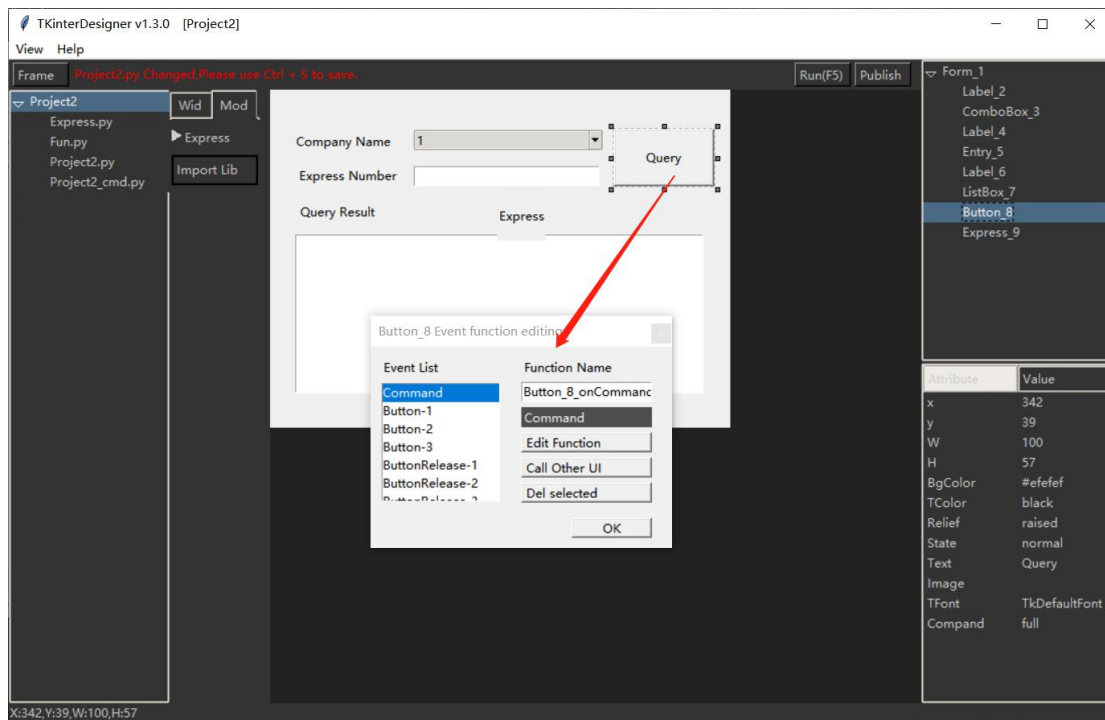 TKinterDesigner v1.3.0 [Project2]
View Help
Frame Project2.py Changed,Please use Ctrl + S to save. Run(F5) Publish
Project2
Express.py
Fun.py
Project2.py
Project2_cmd.py
Wid Mod
Express
Import Lib
Company Name 1
Query
Express Number
Query Result Express
Button_8 Event function editing
Event List
Command
Button-1
Button-2
Button-3
ButtonRelease-1
ButtonRelease-2
Function Name
Button_8_onCommand
Command
Edit Function
Call Other UI
Del selected
OK
Form_1
Label_2
ComboBox_3
Label_4
Entry_5
Label_6
ListBox_7
Button_8
Express_9
Attribute Value
x 342
y 39
W 100
H 57
BgColor #efefef
TColor black
Relief raised
State normal
Text Query
Image
TFont TkDefaultFont
Compand full
X:342,Y:39,W:100,H:57